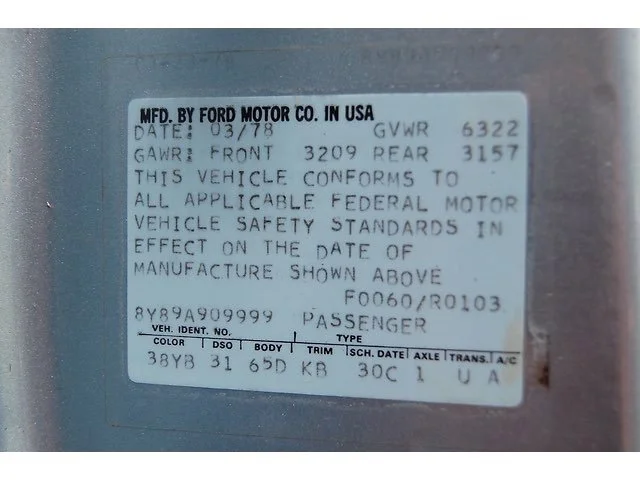 MFD. BY FORD MOTOR CO. IN USA
DATE: 03/78 GVWR 6322
GAWR: FRONT 3209 REAR 3157
THIS VEHICLE CONFORMS TO
ALL APPLICABLE FEDERAL MOTOR
VEHICLE SAFETY STANDARDS IN
EFFECT ON THE DATE OF
MANUFACTURE SHOWN ABOVE
F0060/R0103
8Y89A909999 PASSENGER
VEH. IDENT. NO. TYPE
COLOR DSO BODY TRIM SCH. DATE AXLE TRANS. A/C
38YB 31 65D KB 30C 1 U A